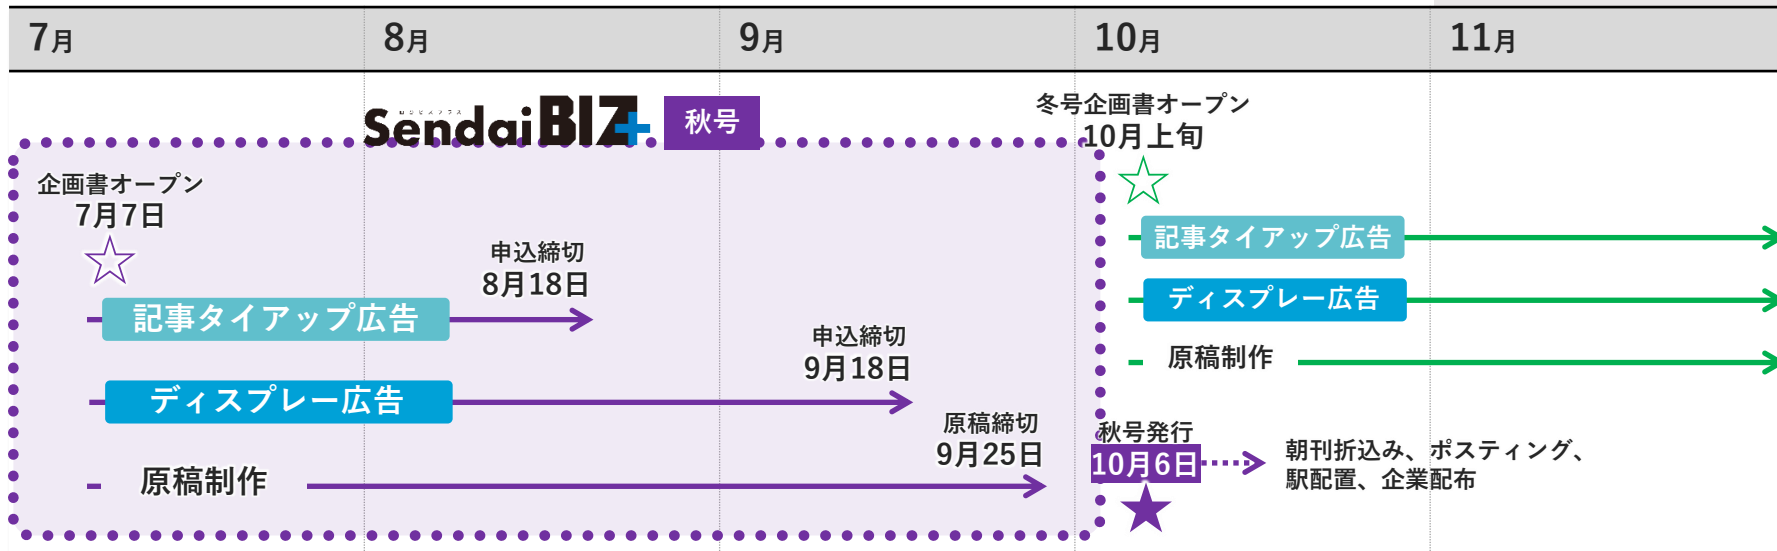 7月
8月
9月
10月
11月
SendaiBIZ+
秋号
企画書オープン
7月7日
申込締切
8月18日
記事タイアップ広告
申込締切
9月18日
ディスプレー広告
原稿締切
9月25日
原稿制作
冬号企画書オープン
10月上旬
記事タイアップ広告
ディスプレー広告
原稿制作
秋号発行
10月6日
朝刊折込み、ポスティング、
駅配置、企業配布